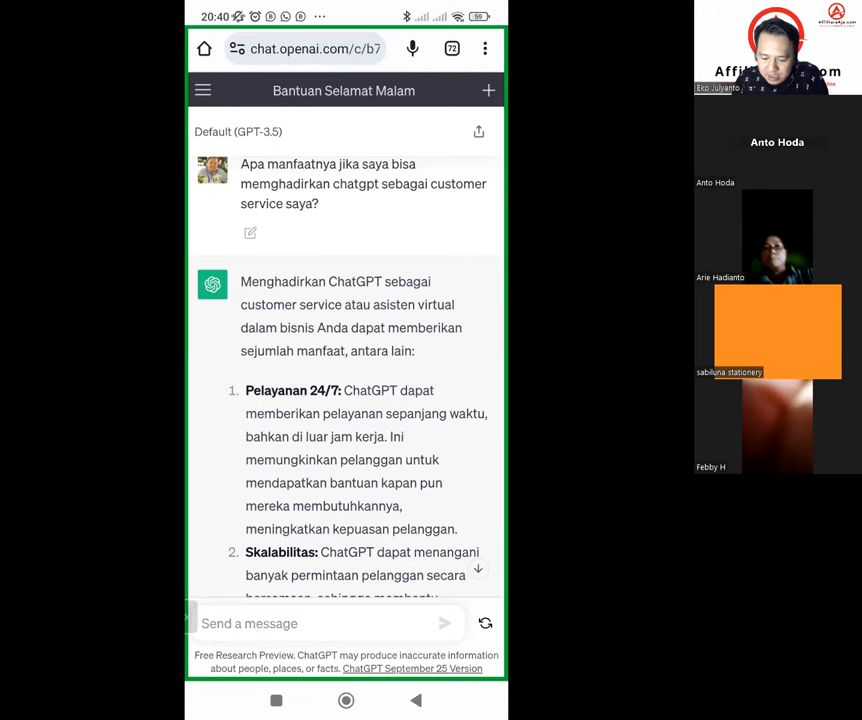 20:40
59
chat.openai.com/c/b7
72
Bantuan Selamat Malam
Default (GPT-3.5)
Apa manfaatnya jika saya bisa
memghadirkan chatgpt sebagai customer
service saya?
Menghadirkan ChatGPT sebagai
customer service atau asisten virtual
dalam bisnis Anda dapat memberikan
sejumlah manfaat, antara lain:
1. Pelayanan 24/7: ChatGPT dapat
memberikan pelayanan sepanjang waktu,
bahkan di luar jam kerja. Ini
memungkinkan pelanggan untuk
mendapatkan bantuan kapan pun
mereka membutuhkannya,
meningkatkan kepuasan pelanggan.
2. Skalabilitas: ChatGPT dapat menangani
banyak permintaan pelanggan secara
Send a message
Free Research Preview. ChatGPT may produce inaccurate information
about people, places, or facts. ChatGPT September 25 Version
AffiliateAja.com
Eko Julyanto
Anto Hoda
Anto Hoda
Arie Hadianto
sabiluna stationery
Febby H